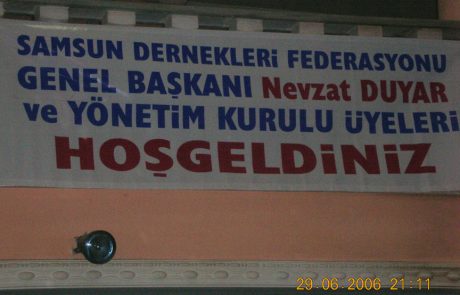 SAMSUN DERNEKLERİ FEDERASYONU
GENEL BAŞKANI Nevzat DUYAR
ve YÖNETİM KURULU ÜYELERİ
HOŞGELDİNİZ
29.06.2006 21:11